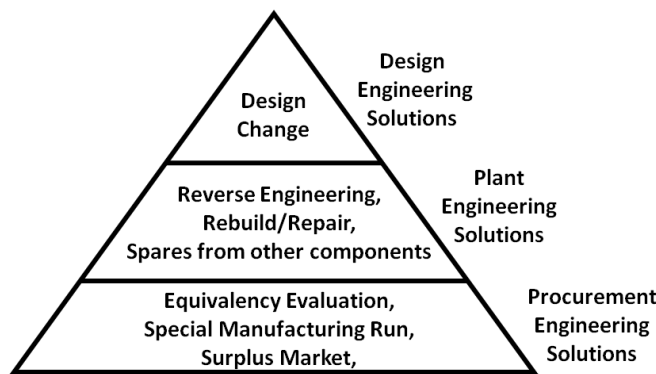 Design
Change
Design
Engineering
Solutions
Reverse Engineering,
Rebuild/Repair,
Spares from other components
Plant
Engineering
Solutions
Equivalency Evaluation,
Special Manufacturing Run,
Surplus Market,
Procurement
Engineering
Solutions